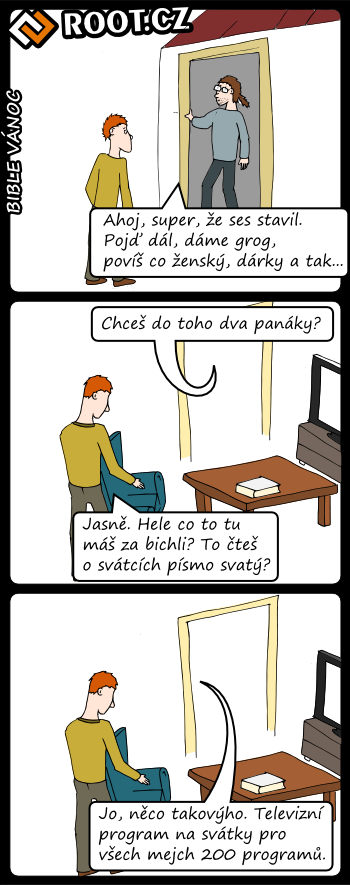 ROOT.CZ
BIBLE VÁNOC
Ahoj, super, že ses stavil.
Pojď dál, dáme grog,
povíš co ženský, dárky a tak...
Chceš do toho dva panáky?
Jasně. Hele co to tu
máš za bichli? To čteš
o svátcích písmo svatý?
Jo, něco takovýho. Televizní
program na svátky pro
všech mejch 200 programů.